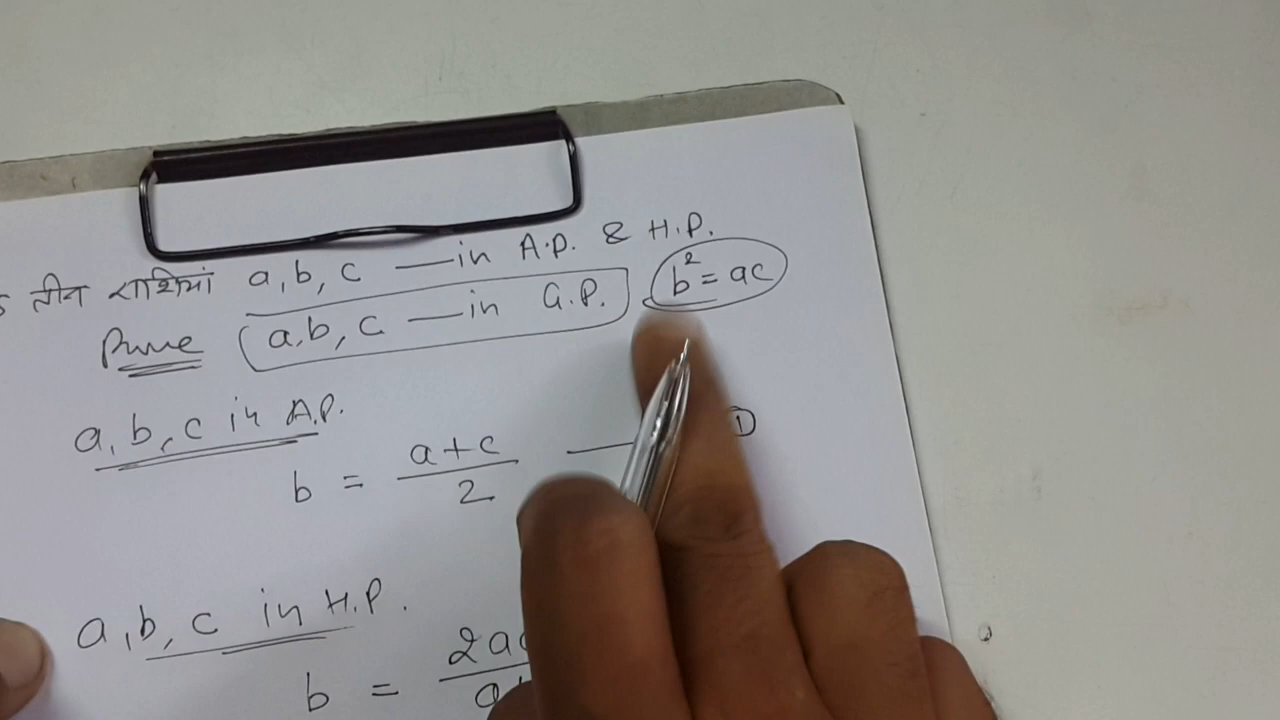 तीन राशियां a, b, c — in A.P. & H.P.
Prove a, b, c — in G.P. b² = ac
a, b, c in A.P.
b = a+c/2 — ①
a, b, c in H.P.
b =